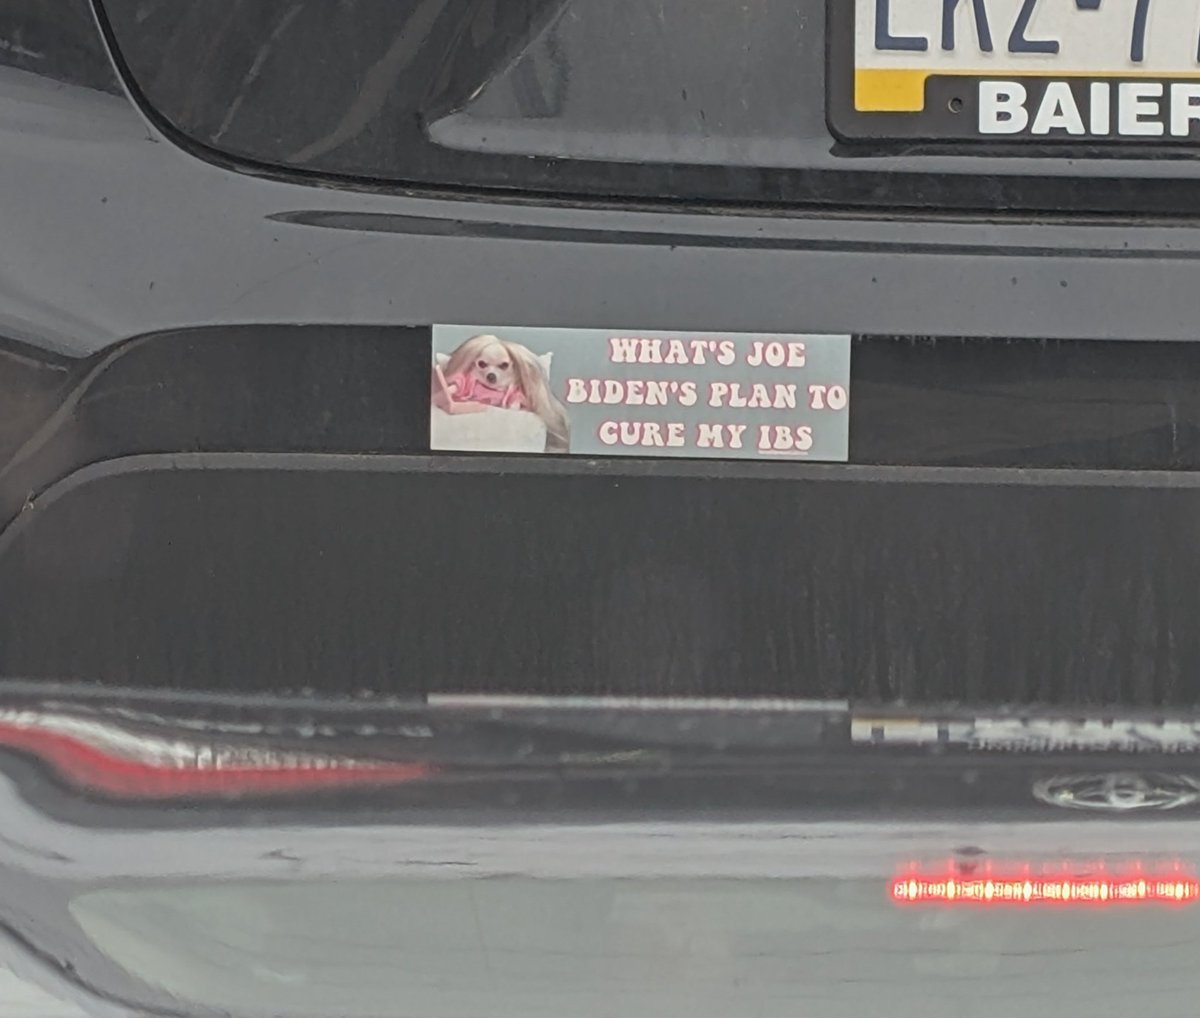 BAIER
WHAT'S JOE
BIDEN'S PLAN TO
CURE MY IBS